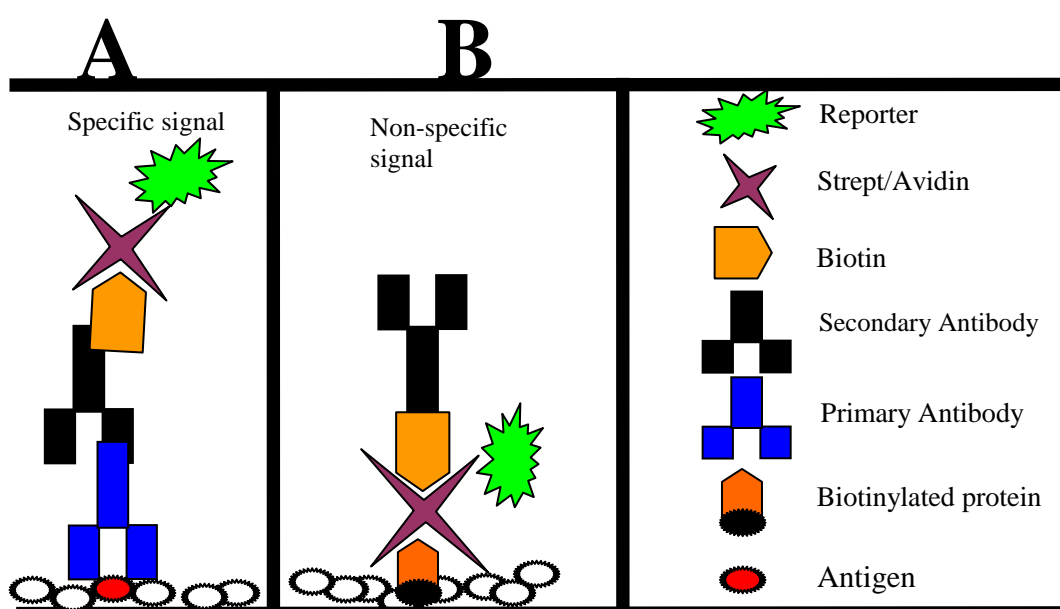 A
B
Specific signal
Non-specific
signal
Reporter
Strept/Avidin
Biotin
Secondary Antibody
Primary Antibody
Biotinylated protein
Antigen